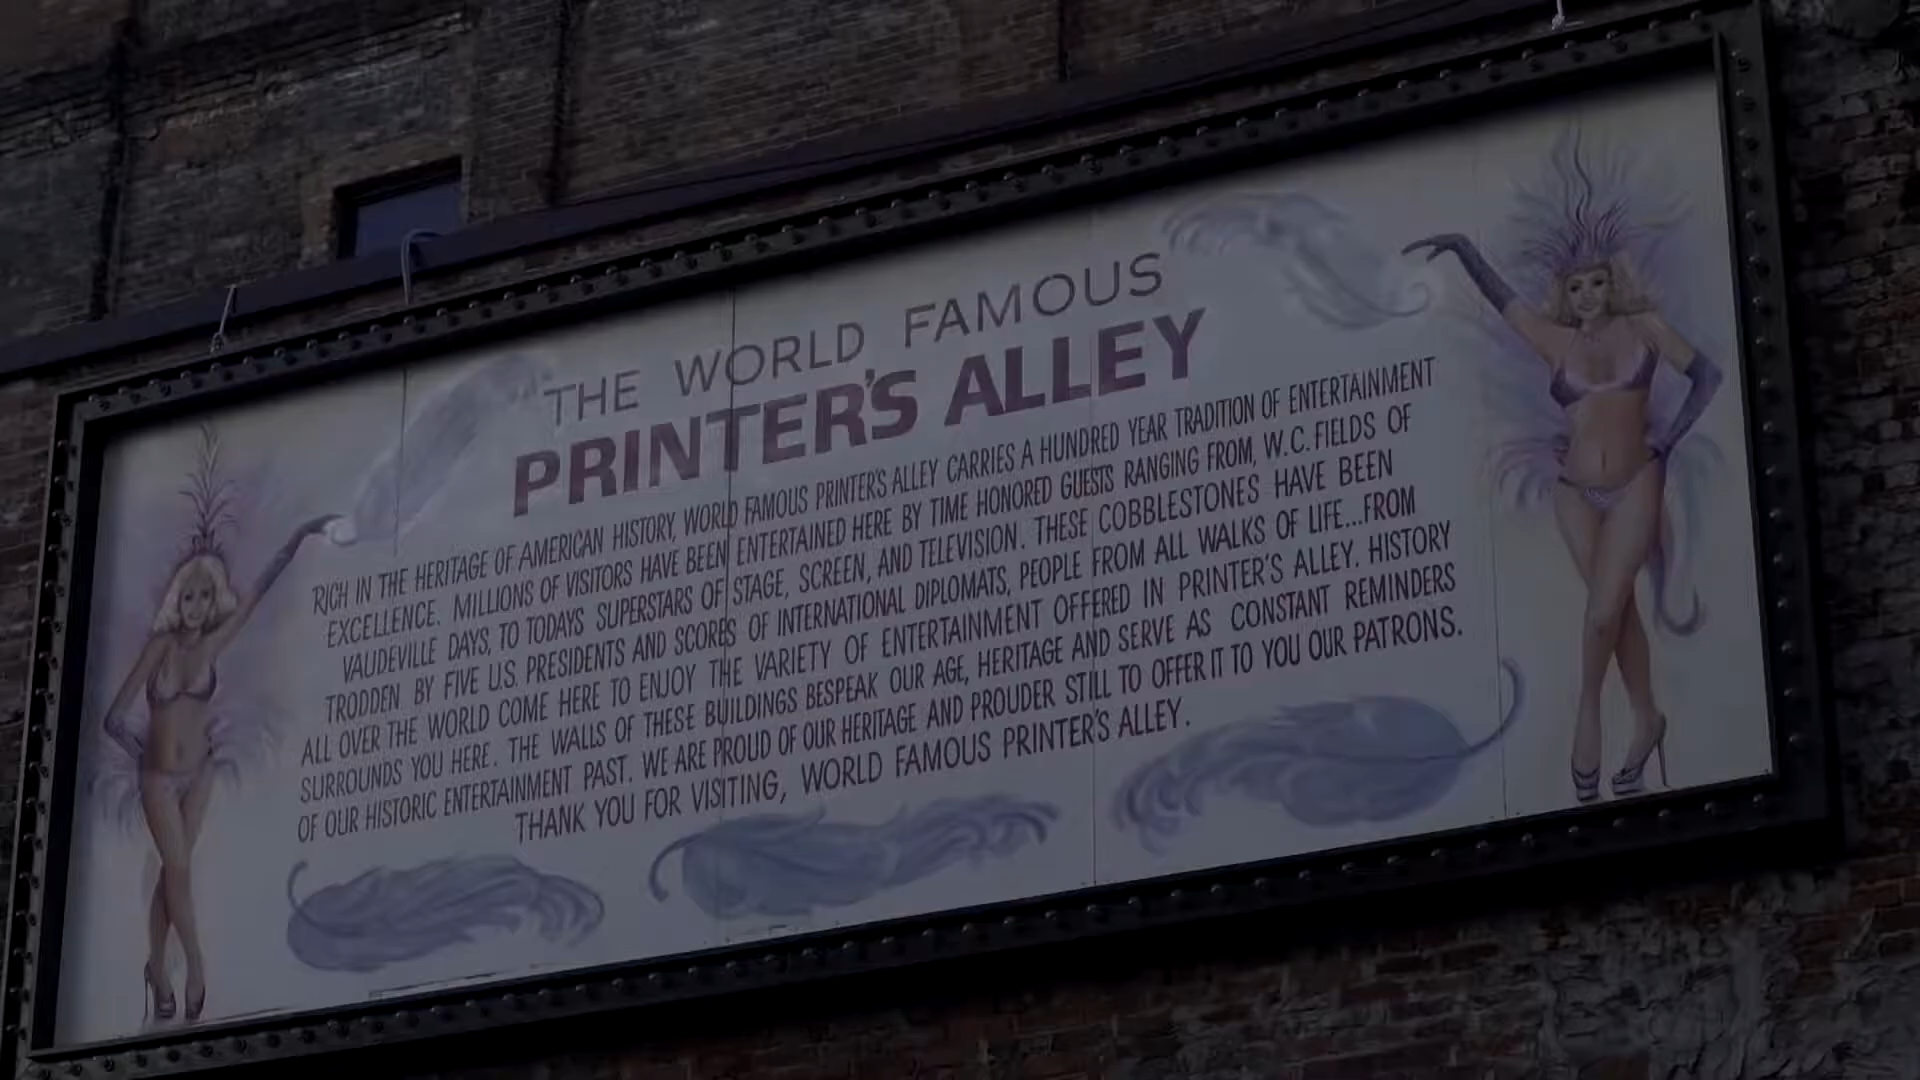 "THE WORLD FAMOUS
PRINTER'S ALLEY
RICH IN THE HERITAGE OF AMERICAN HISTORY, WORLD FAMOUS PRINTER'S ALLEY CARRIES A HUNDRED YEAR TRADITION OF ENTERTAINMENT
EXCELLENCE. MILLIONS OF VISITORS HAVE BEEN ENTERTAINED HERE BY TIME HONORED GUESTS RANGING FROM, W.C. FIELDS OF
VAUDEVILLE DAYS, TO TODAYS SUPERSTARS OF STAGE, SCREEN, AND TELEVISION. THESE COBBLESTONES HAVE BEEN
TRODDEN BY FIVE U.S. PRESIDENTS AND SCORES OF INTERNATIONAL DIPLOMATS, PEOPLE FROM ALL WALKS OF LIFE...FROM
ALL OVER THE WORLD COME HERE TO ENJOY THE VARIETY OF ENTERTAINMENT OFFERED IN PRINTER'S ALLEY. HISTORY
SURROUNDS YOU HERE. THE WALLS OF THESE BUILDINGS BESPEAK OUR AGE, HERITAGE AND SERVE AS CONSTANT REMINDERS
OF OUR HISTORIC ENTERTAINMENT PAST. WE ARE PROUD OF OUR HERITAGE AND PROUDER STILL TO OFFER IT TO YOU OUR PATRONS.
THANK YOU FOR VISITING, WORLD FAMOUS PRINTER'S ALLEY.